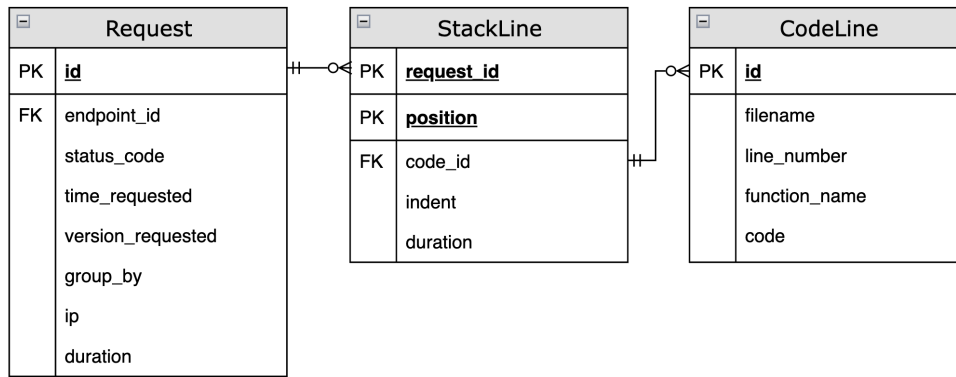 Request
PK id
FK endpoint_id
status_code
time_requested
version_requested
group_by
ip
duration
StackLine
PK request_id
PK position
FK code_id
indent
duration
CodeLine
PK id
filename
line_number
function_name
code